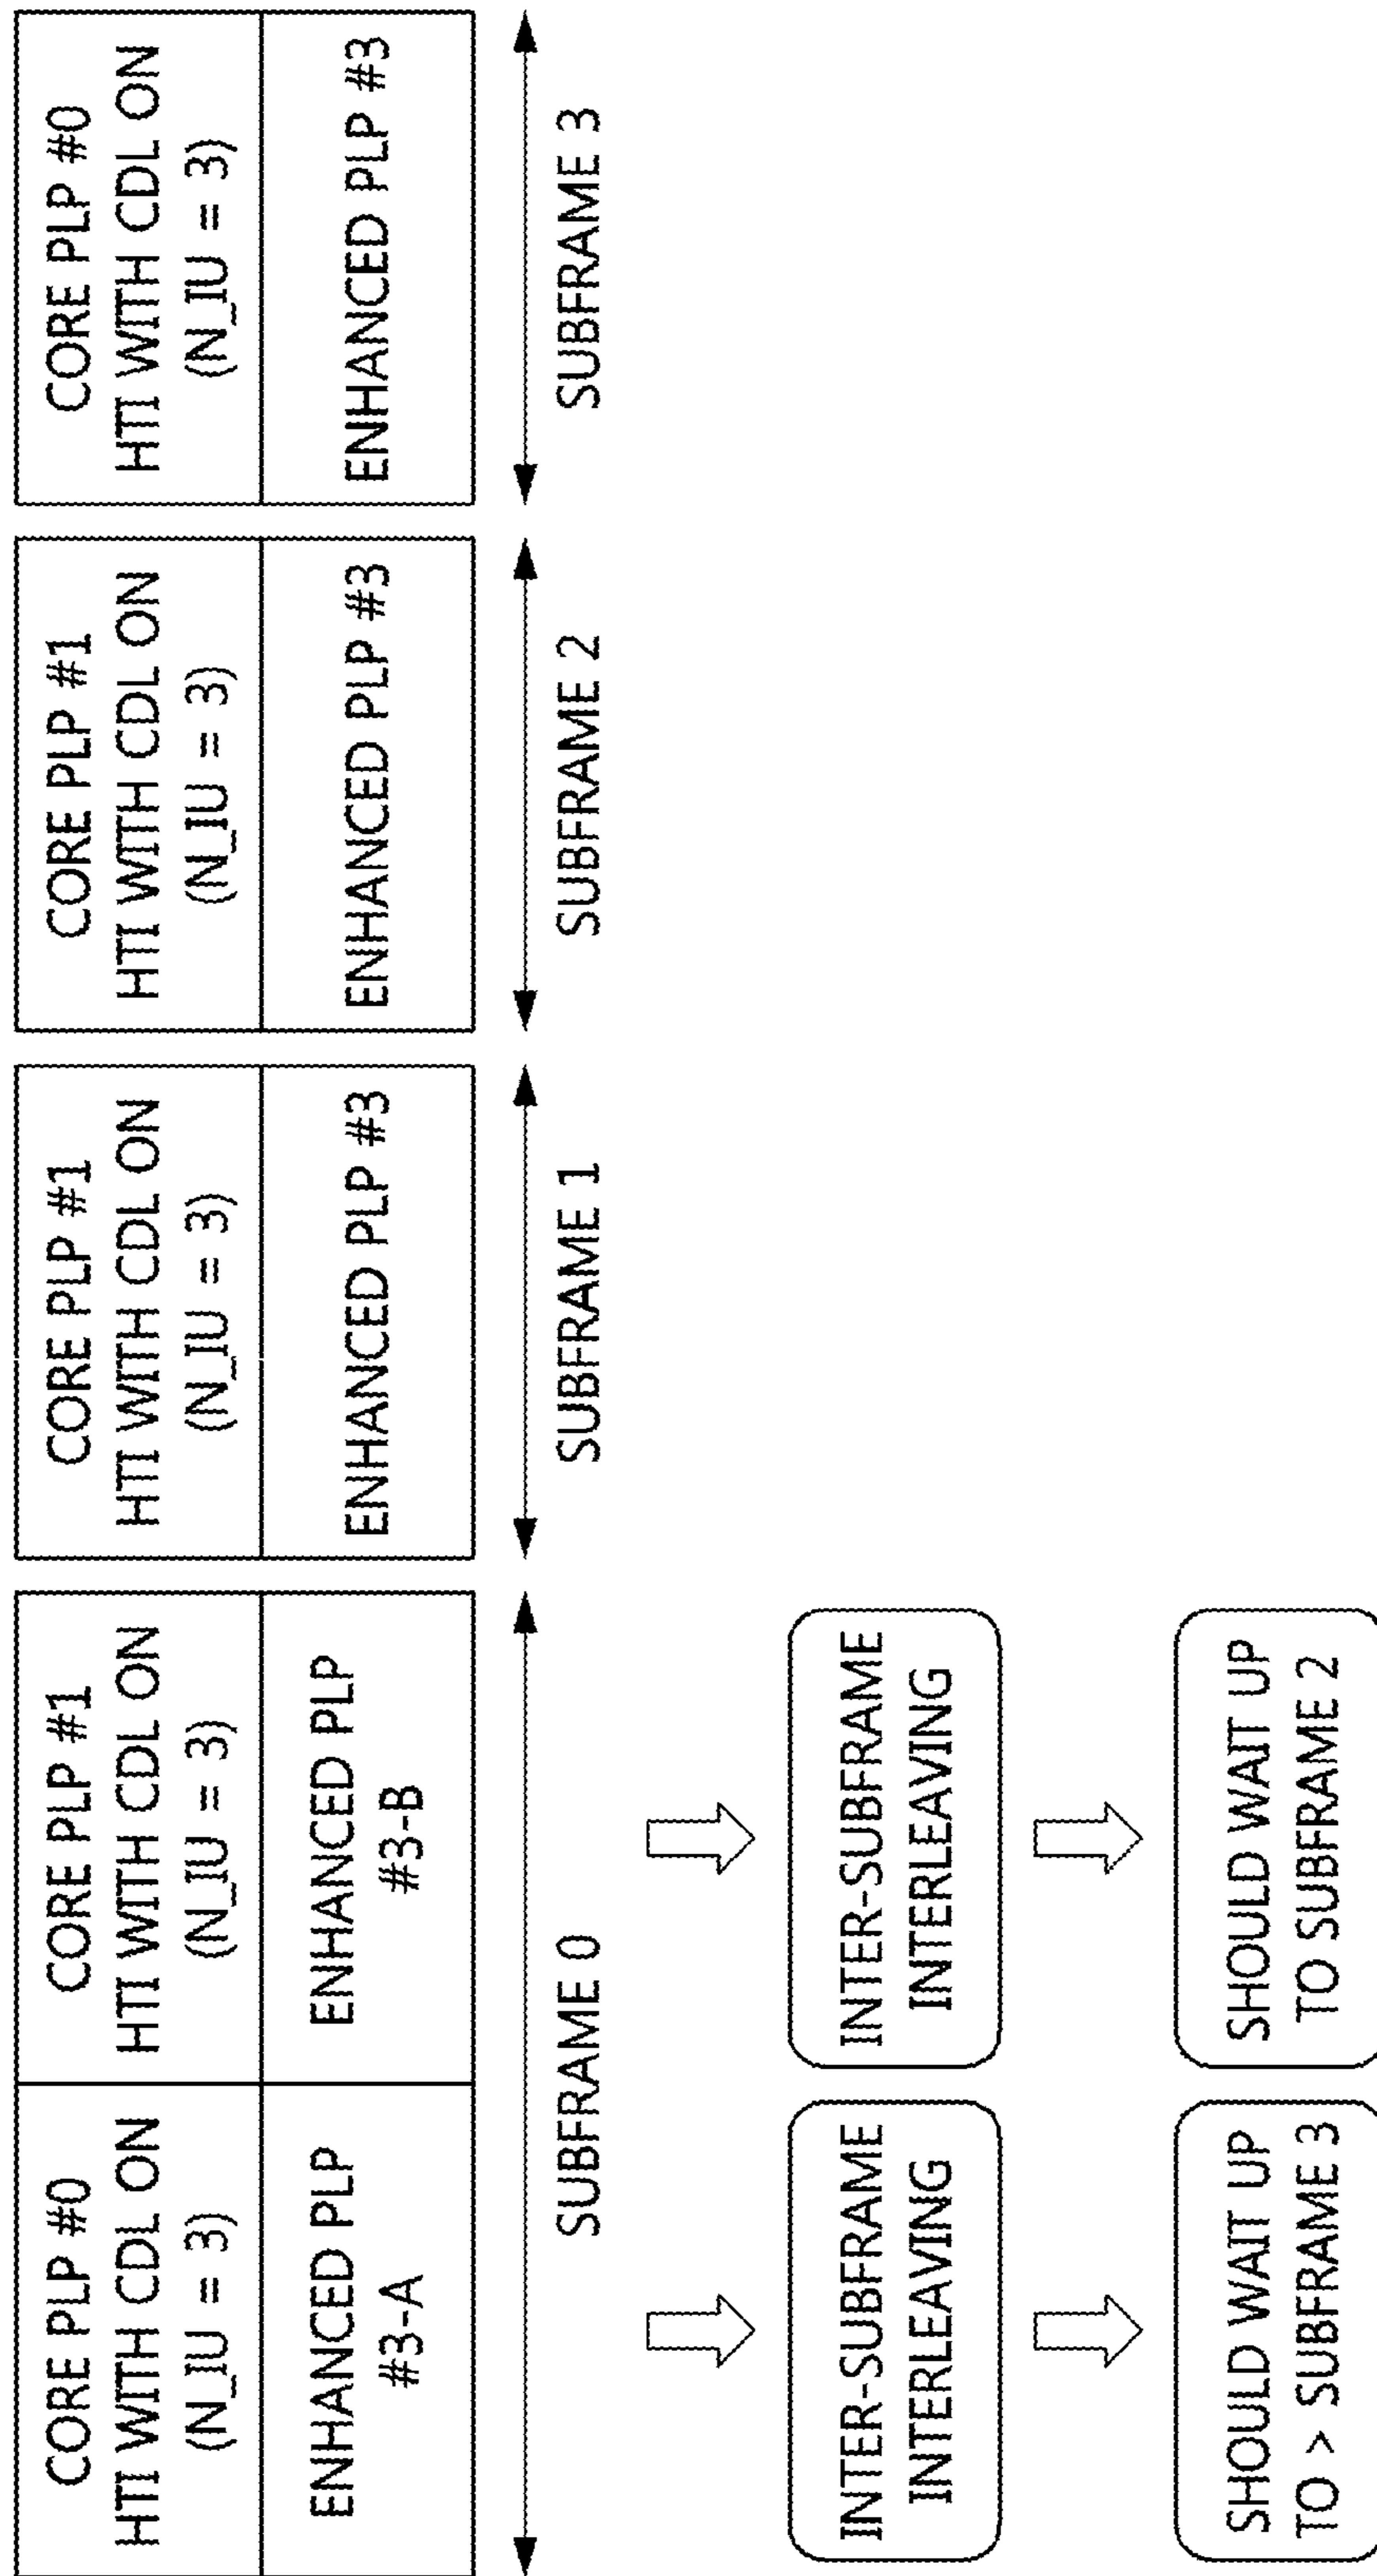 CORE PLP #0
HTI WITH CDL ON
(N_IU = 3)
CORE PLP #1
HTI WITH CDL ON
(N_IU = 3)
CORE PLP #1
HTI WITH CDL ON
(N_IU = 3)
CORE PLP #1
HTI WITH CDL ON
(N_IU = 3)
CORE PLP #0
HTI WITH CDL ON
(N_IU = 3)
ENHANCED PLP
#3-A
ENHANCED PLP
#3-B
ENHANCED PLP #3
ENHANCED PLP #3
ENHANCED PLP #3
SUBFRAME 0
SUBFRAME 1
SUBFRAME 2
SUBFRAME 3
INTER-SUBFRAME
INTERLEAVING
INTER-SUBFRAME
INTERLEAVING
SHOULD WAIT UP
TO > SUBFRAME 3
SHOULD WAIT UP
TO SUBFRAME 2